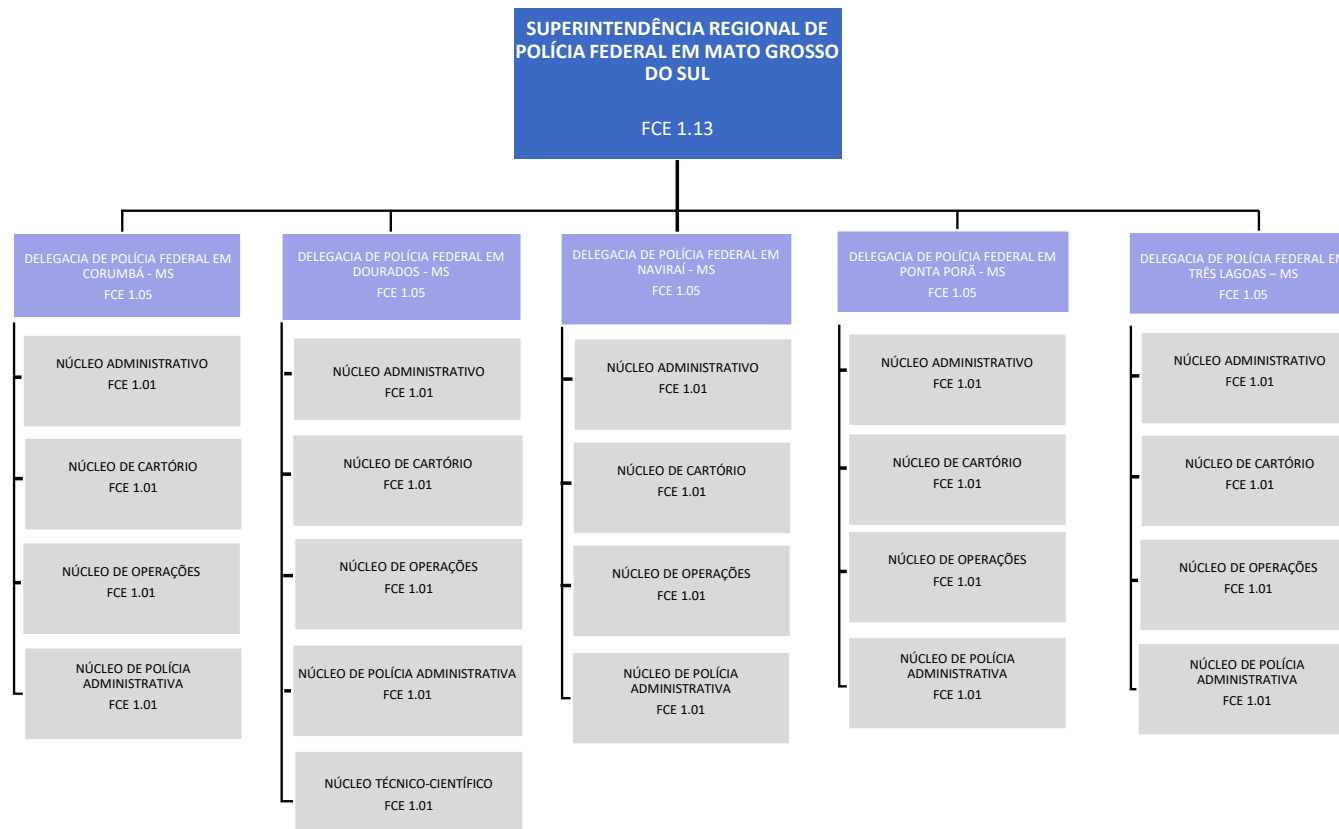 SUPERINTENDÊNCIA REGIONAL DE
POLÍCIA FEDERAL EM MATO GROSSO
DO SUL
FCE 1.13
DELEGACIA DE POLÍCIA FEDERAL EM
CORUMBÁ - MS
FCE 1.05
NÚCLEO ADMINISTRATIVO
FCE 1.01
NÚCLEO DE CARTÓRIO
FCE 1.01
NÚCLEO DE OPERAÇÕES
FCE 1.01
NÚCLEO DE POLÍCIA
ADMINISTRATIVA
FCE 1.01
DELEGACIA DE POLÍCIA FEDERAL EM
DOURADOS - MS
FCE 1.05
NÚCLEO ADMINISTRATIVO
FCE 1.01
NÚCLEO DE CARTÓRIO
FCE 1.01
NÚCLEO DE OPERAÇÕES
FCE 1.01
NÚCLEO DE POLÍCIA ADMINISTRATIVA
FCE 1.01
NÚCLEO TÉCNICO-CIENTÍFICO
FCE 1.01
DELEGACIA DE POLÍCIA FEDERAL EM
NAVIRAÍ - MS
FCE 1.05
NÚCLEO ADMINISTRATIVO
FCE 1.01
NÚCLEO DE CARTÓRIO
FCE 1.01
NÚCLEO DE OPERAÇÕES
FCE 1.01
NÚCLEO DE POLÍCIA
ADMINISTRATIVA
FCE 1.01
DELEGACIA DE POLÍCIA FEDERAL EM
PONTA PORÃ - MS
FCE 1.05
NÚCLEO ADMINISTRATIVO
FCE 1.01
NÚCLEO DE CARTÓRIO
FCE 1.01
NÚCLEO DE OPERAÇÕES
FCE 1.01
NÚCLEO DE POLÍCIA
ADMINISTRATIVA
FCE 1.01
DELEGACIA DE POLÍCIA FEDERAL EM
TRÊS LAGOAS – MS
FCE 1.05
NÚCLEO ADMINISTRATIVO
FCE 1.01
NÚCLEO DE CARTÓRIO
FCE 1.01
NÚCLEO DE OPERAÇÕES
FCE 1.01
NÚCLEO DE POLÍCIA
ADMINISTRATIVA
FCE 1.01